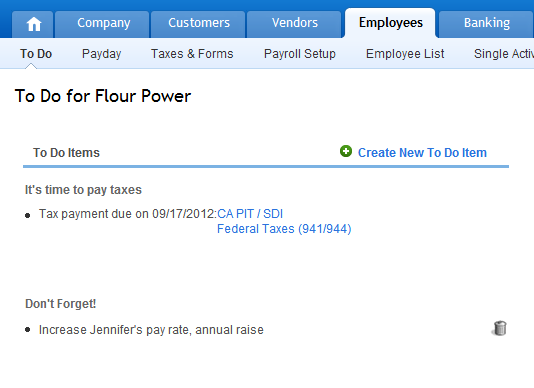 Company Customers Vendors Employees Banking
To Do Payday Taxes & Forms Payroll Setup Employee List Single Activ
To Do for Flour Power
To Do Items Create New To Do Item
It's time to pay taxes
Tax payment due on 09/17/2012:CA PIT / SDI
Federal Taxes (941/944)
Don't Forget!
Increase Jennifer's pay rate, annual raise